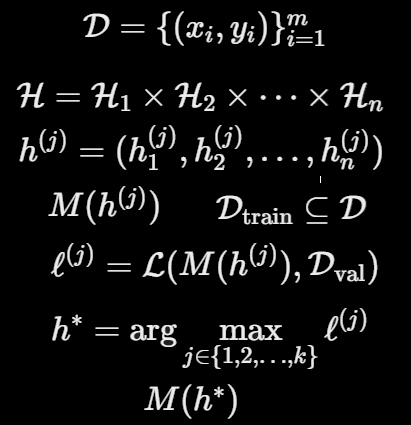 𝒟 = {(xᵢ, yᵢ)}ᵢ₌₁ᵐ
ℋ = ℋ₁ × ℋ₂ × ⋯ × ℋₙ
h⁽ʲ⁾ = (h₁⁽ʲ⁾, h₂⁽ʲ⁾, …, hₙ⁽ʲ⁾)
M(h⁽ʲ⁾) 𝒟_train ⊆ 𝒟
ℓ⁽ʲ⁾ = ℒ(M(h⁽ʲ⁾), 𝒟_val)
h* = arg max_{j∈{1,2,…,k}} ℓ⁽ʲ⁾
M(h*)